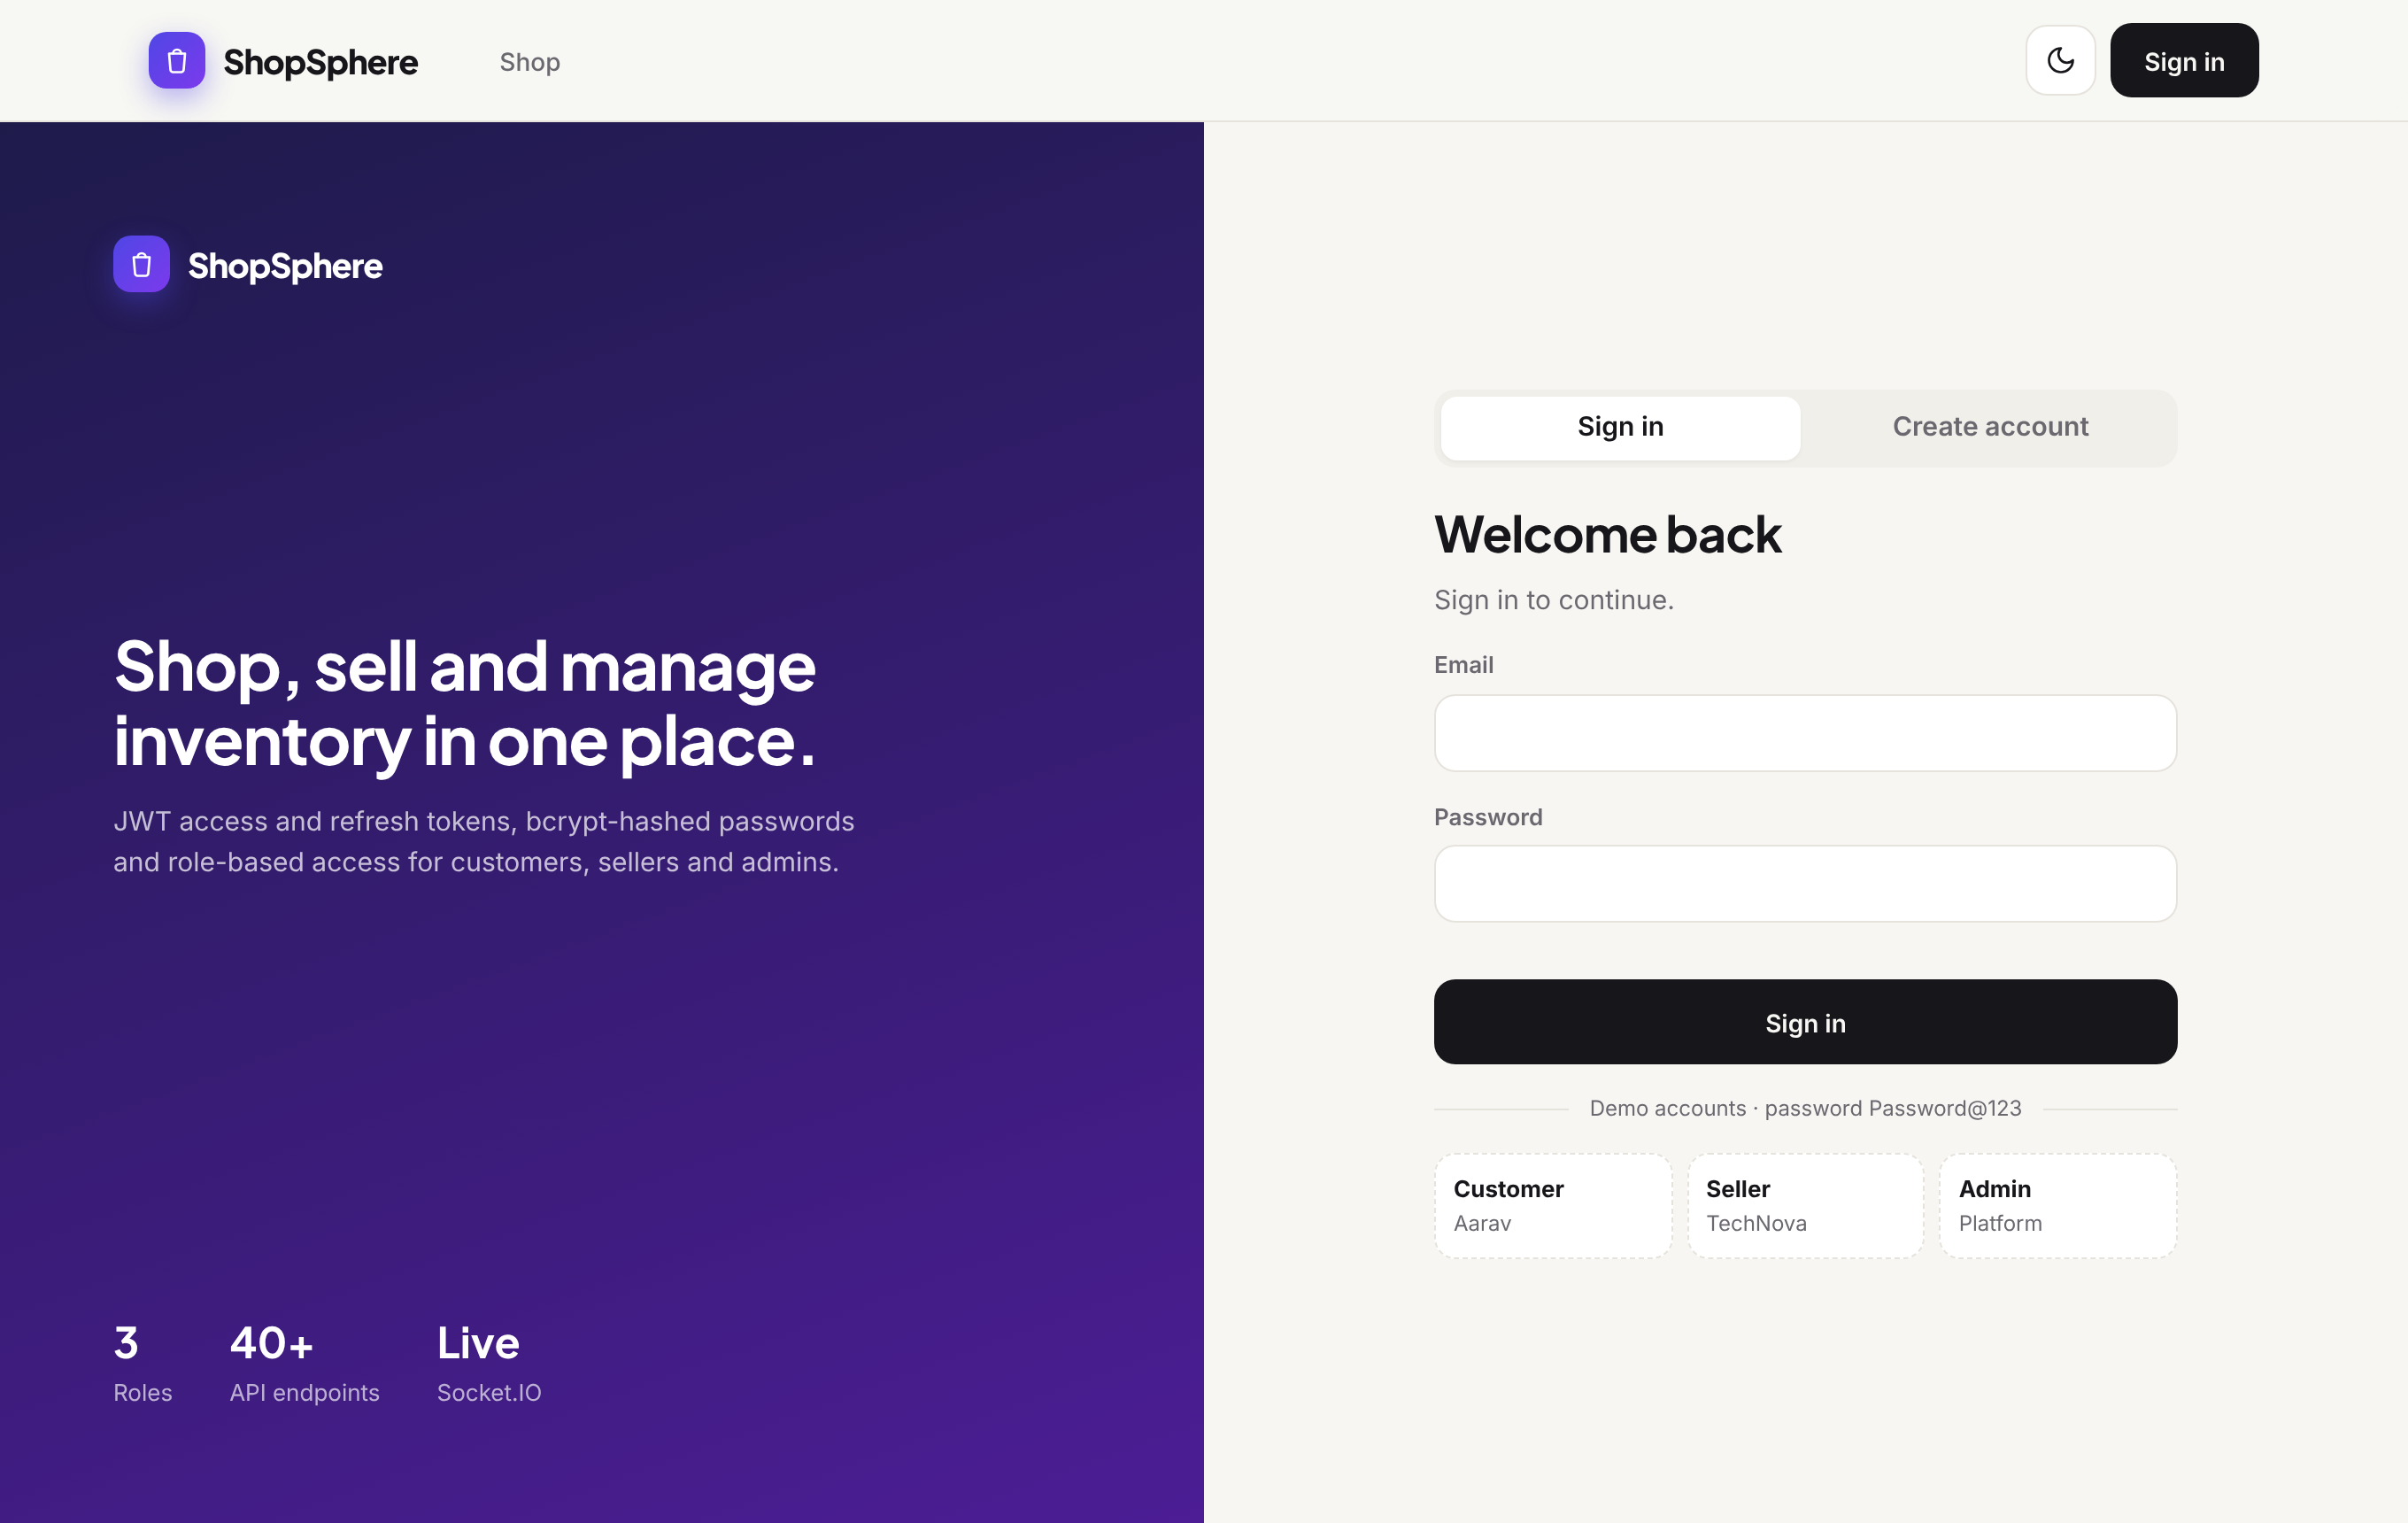 ShopSphere
Shop
Sign in
ShopSphere
Shop, sell and manage
inventory in one place.
JWT access and refresh tokens, bcrypt-hashed passwords
and role-based access for customers, sellers and admins.
3
Roles
40+
API endpoints
Live
Socket.IO
Sign in
Create account
Welcome back
Sign in to continue.
Email
Password
Sign in
Demo accounts · password Password@123
Customer
Aarav
Seller
TechNova
Admin
Platform